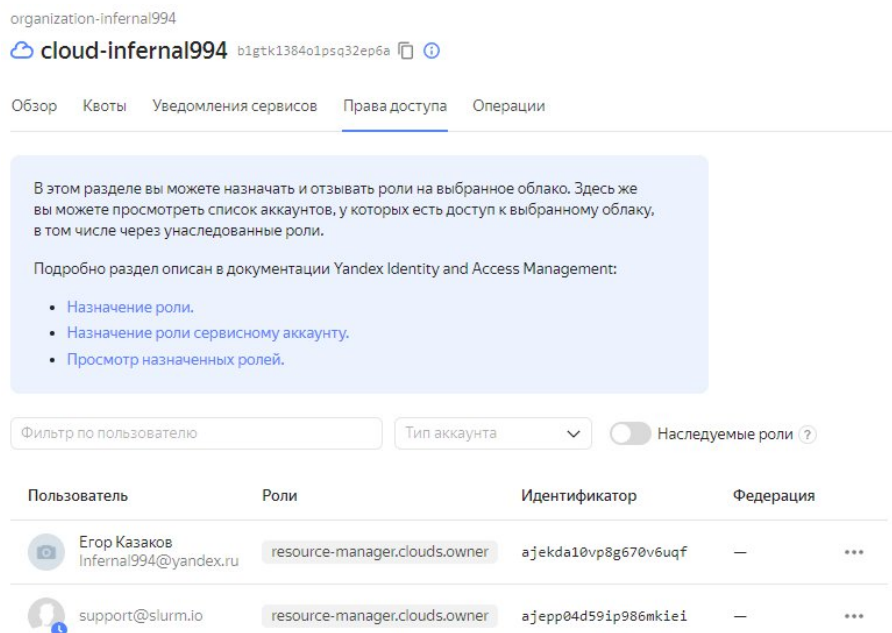 organization-infernal994
cloud-infernal994 b1gtk1384o1psq32ep6a
Обзор Квоты Уведомления сервисов Права доступа Операции
В этом разделе вы можете назначать и отзывать роли на выбранное облако. Здесь же
вы можете просмотреть список аккаунтов, у которых есть доступ к выбранному облаку,
в том числе через унаследованные роли.
Подробно раздел описан в документации Yandex Identity and Access Management:
• Назначение роли.
• Назначение роли сервисному аккаунту.
• Просмотр назначенных ролей.
Фильтр по пользователю Тип аккаунта Наследуемые роли ?
Пользователь Роли Идентификатор Федерация
Егор Казаков
Infernal994@yandex.ru resource-manager.clouds.owner ajekda10vp8g670v6uqf —
support@slurm.io resource-manager.clouds.owner ajepp04d59ip986mkiei —